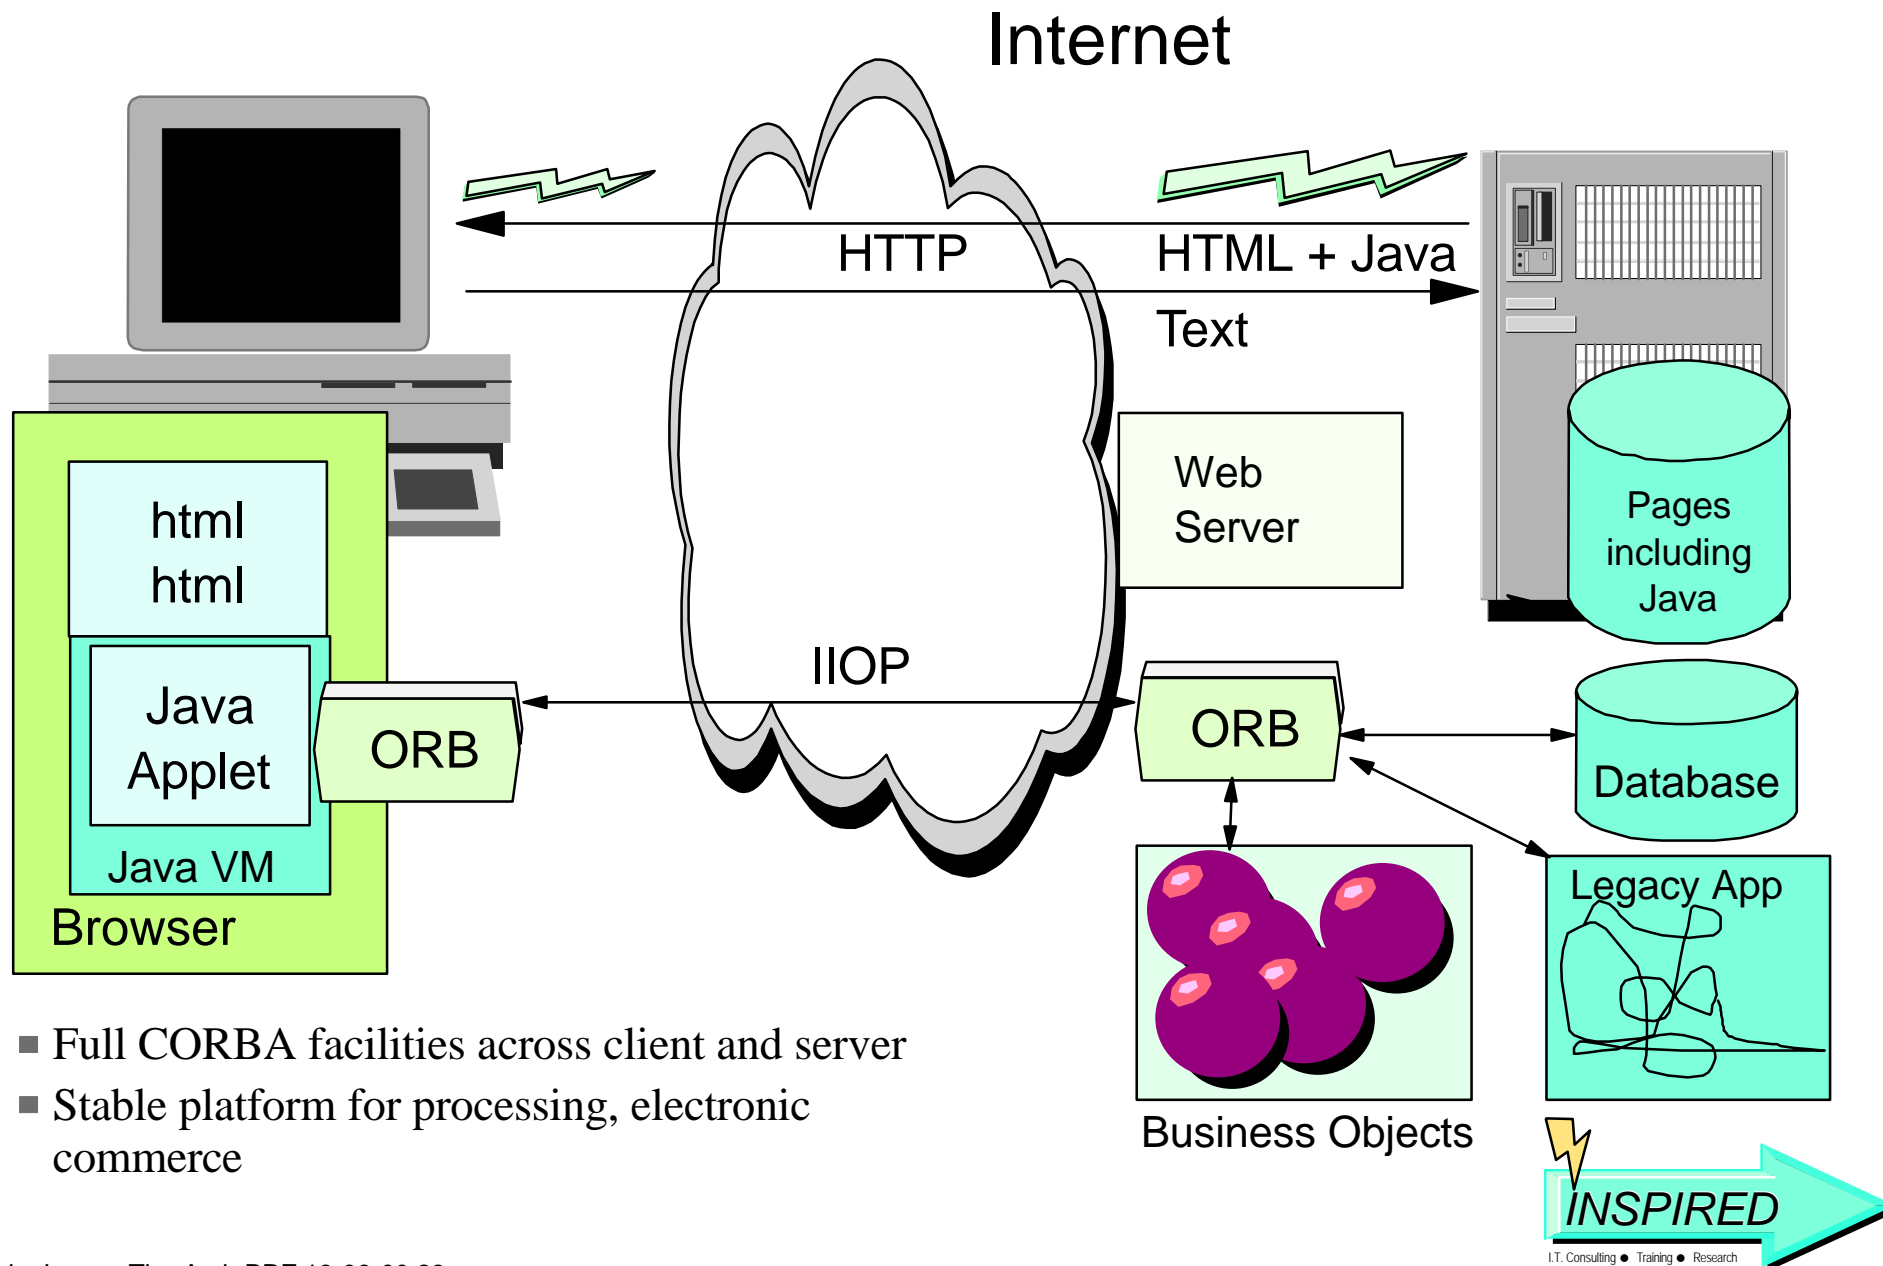 Internet
HTTP
HTML + Java
Text
Web
Server
Pages
including
Java
html
html
IIOP
Java
Applet
ORB
ORB
Database
Java VM
Browser
Legacy App
Business Objects
Full CORBA facilities across client and server
Stable platform for processing, electronic
commerce
INSPIRED
I.T. Consulting ● Training ● Research